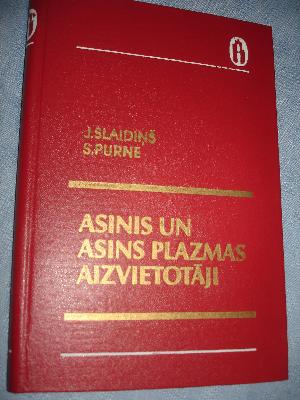 J.SLAIDIŅŠ
S.PURNE
ASINIS UN
ASINS PLAZMAS
AIZVIETOTĀJI